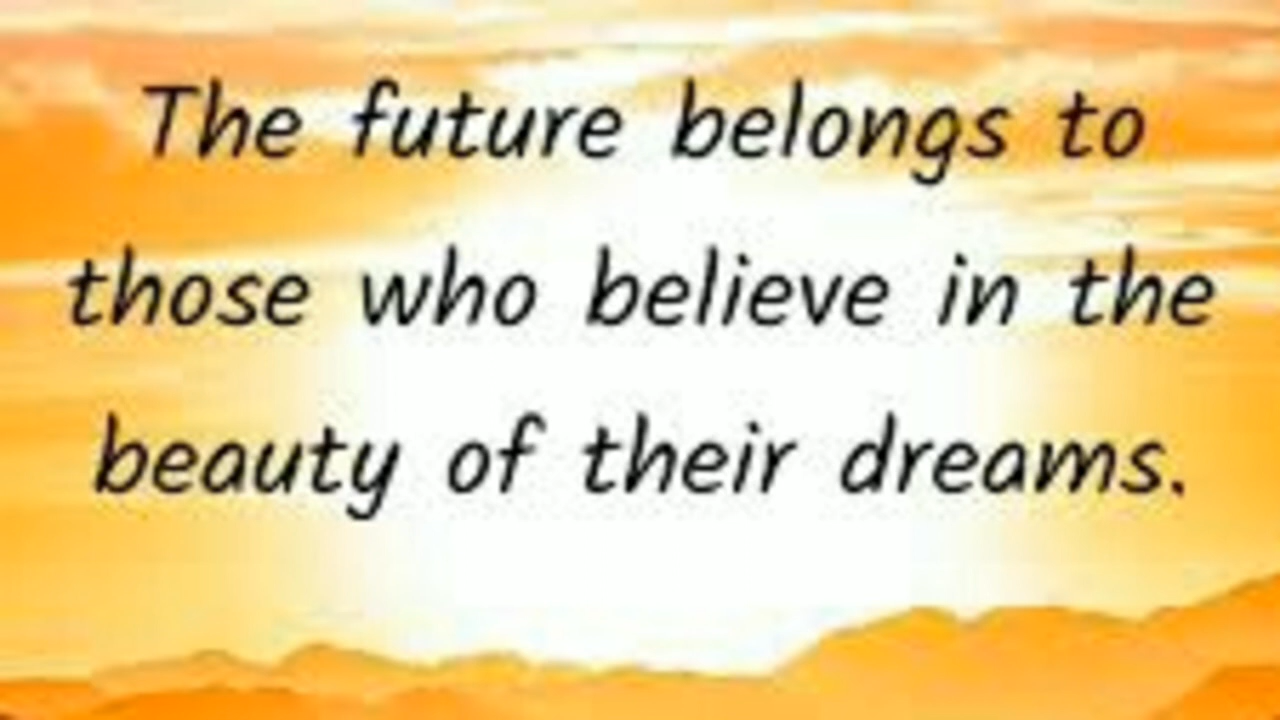 The future belongs to
those who believe in the
beauty of their dreams.